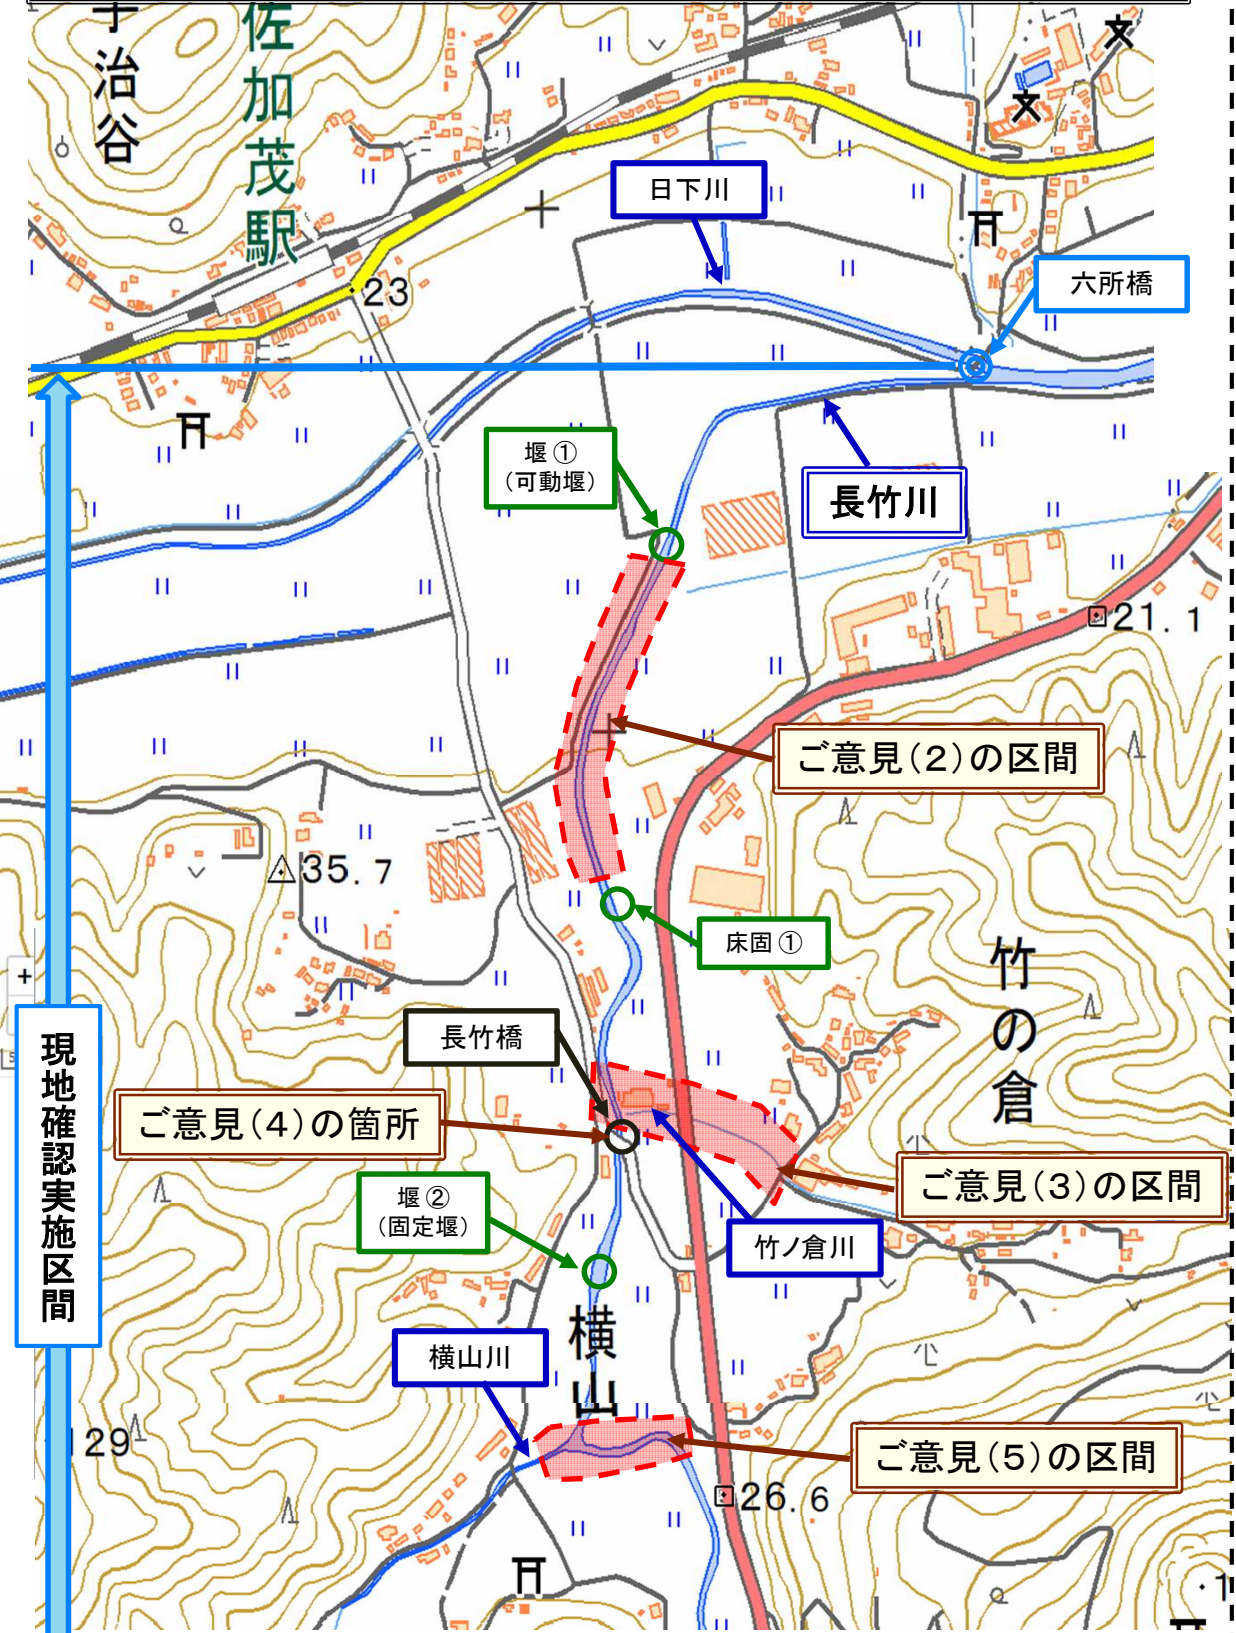 宇治谷
佐加茂駅
日下川
六所橋
23
堰①
(可動堰)
長竹川
21.1
ご意見(2)の区間
35.7
床固①
竹の倉
長竹橋
現地確認実施区間
ご意見(4)の箇所
ご意見(3)の区間
堰②
(固定堰)
竹ノ倉川
横山
横山川
129
ご意見(5)の区間
26.6